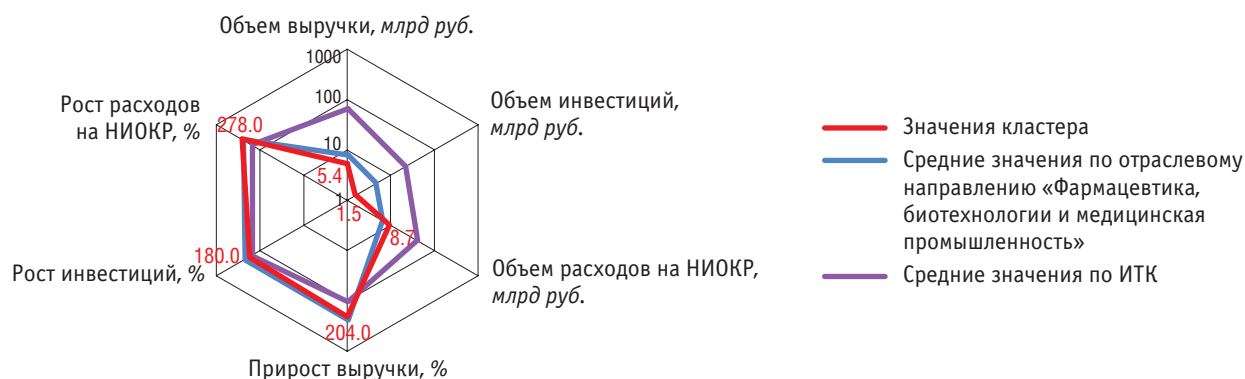 Объем выручки, млрд руб.
1000
100
10
1
Объем инвестиций,
млрд руб.
Объем расходов на НИОКР,
млрд руб.
Прирост выручки, %
Рост инвестиций, %
Рост расходов
на НИОКР, %
278.0
5.4
1.5
8.7
204.0
180.0
Значения кластера
Средние значения по отраслевому
направлению «Фармацевтика,
биотехнологии и медицинская
промышленность»
Средние значения по ИТК